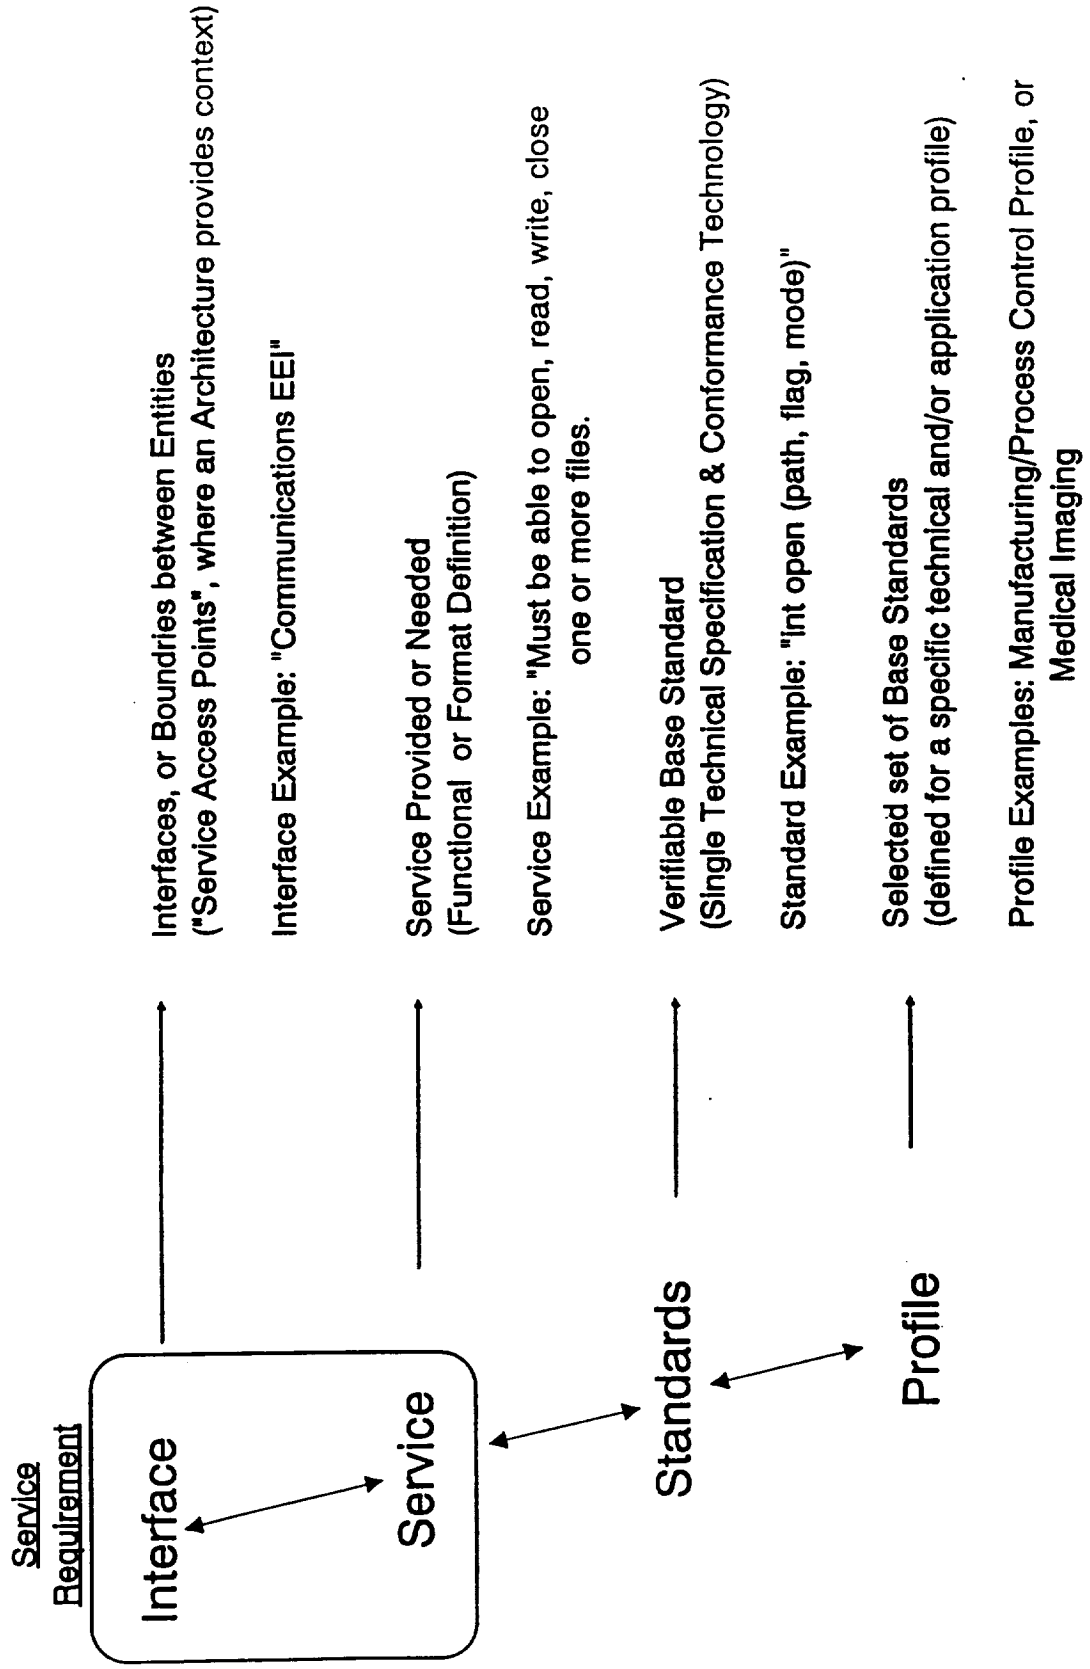 Service
Requirement
Interface
Interfaces, or Boundries between Entities
("Service Access Points", where an Architecture provides context)
Interface Example: "Communications EEI"
Service
Service Provided or Needed
(Functional or Format Definition)
Service Example: "Must be able to open, read, write, close
one or more files.
Standards
Verifiable Base Standard
(Single Technical Specification & Conformance Technology)
Standard Example: "int open (path, flag, mode)"
Profile
Selected set of Base Standards
(defined for a specific technical and/or application profile)
Profile Examples: Manufacturing/Process Control Profile, or
Medical Imaging